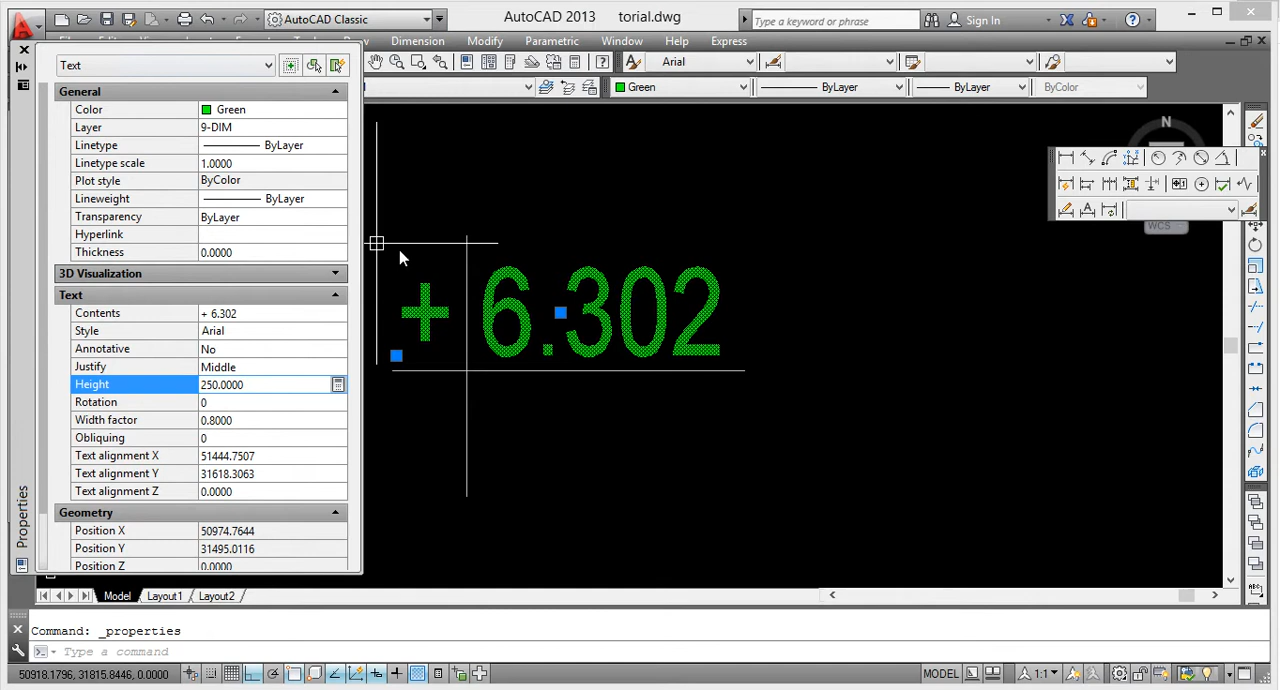 AutoCAD Classic
AutoCAD 2013 torial.dwg
Type a keyword or phrase
Sign In
Dimension Modify Parametric Window Help Express
Arial
Green ByLayer ByLayer ByColor
Properties
Text
General
Color Green
Layer 9-DIM
Linetype ByLayer
Linetype scale 1.0000
Plot style ByColor
Lineweight ByLayer
Transparency ByLayer
Hyperlink
Thickness 0.0000
3D Visualization
Text
Contents + 6.302
Style Arial
Annotative No
Justify Middle
Height 250.0000
Rotation 0
Width factor 0.8000
Obliquing 0
Text alignment X 51444.7507
Text alignment Y 31618.3063
Text alignment Z 0.0000
Geometry
Position X 50974.7644
Position Y 31495.0116
Position Z 0.0000
+ 6.302
N
WCS
Model Layout1 Layout2
Command: _properties
Type a command
50918.1796, 31815.8446, 0.0000
MODEL
1:1